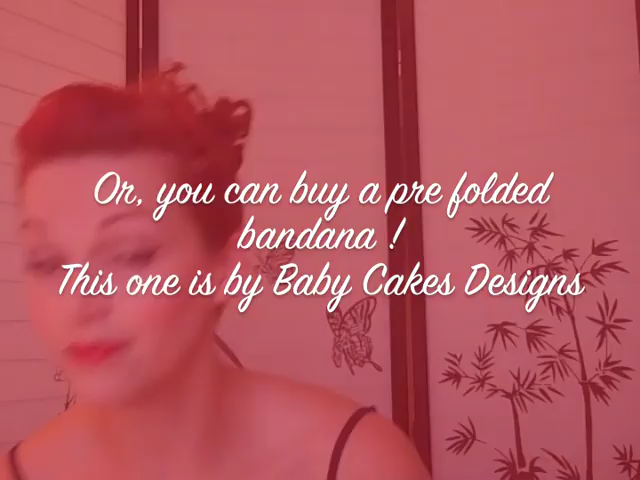 Or, you can buy a pre folded
bandana !
This one is by Baby Cakes Designs